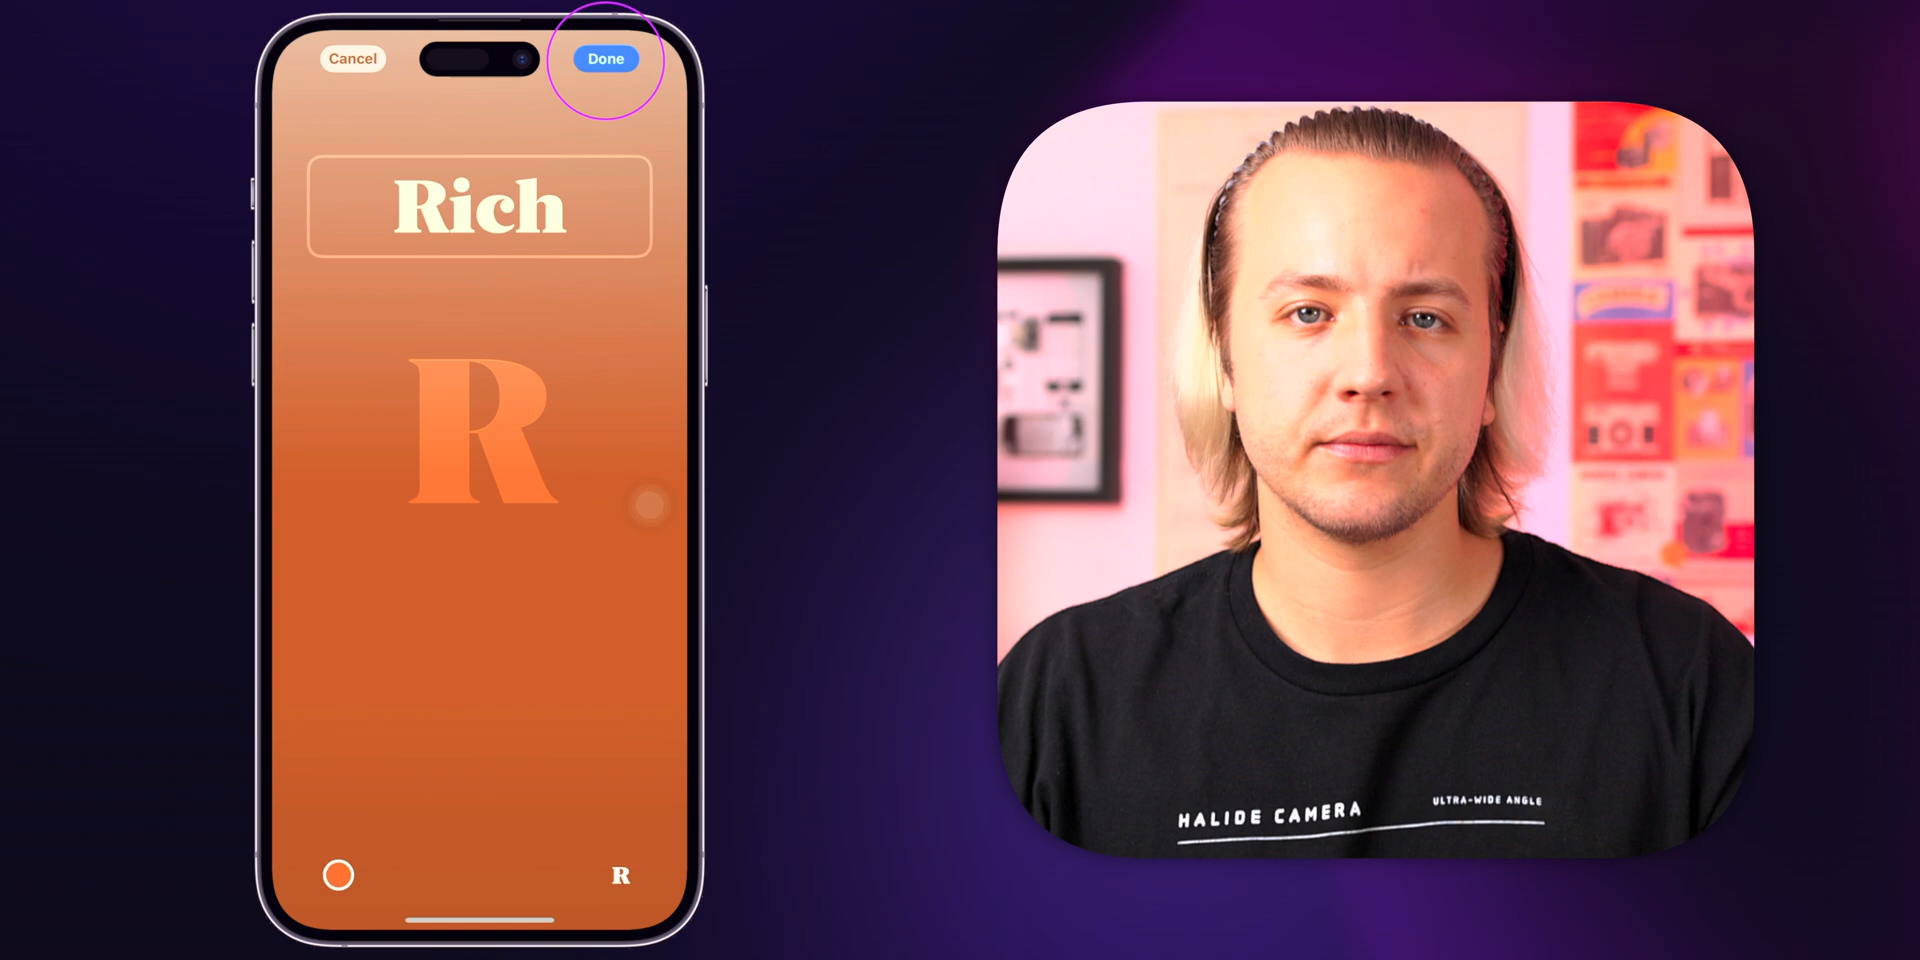 Cancel
Done
Rich
R
R
HALIDE CAMERA
ULTRA-WIDE ANGLE